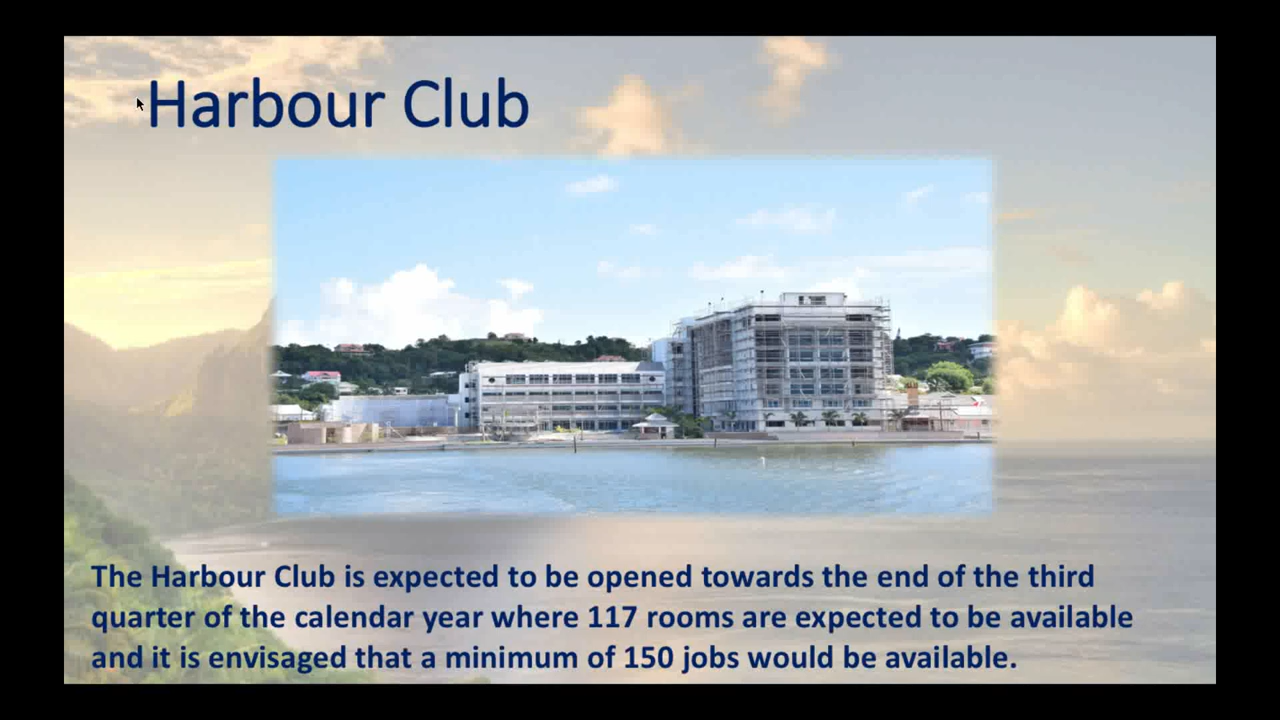 Harbour Club
The Harbour Club is expected to be opened towards the end of the third
quarter of the calendar year where 117 rooms are expected to be available
and it is envisaged that a minimum of 150 jobs would be available.